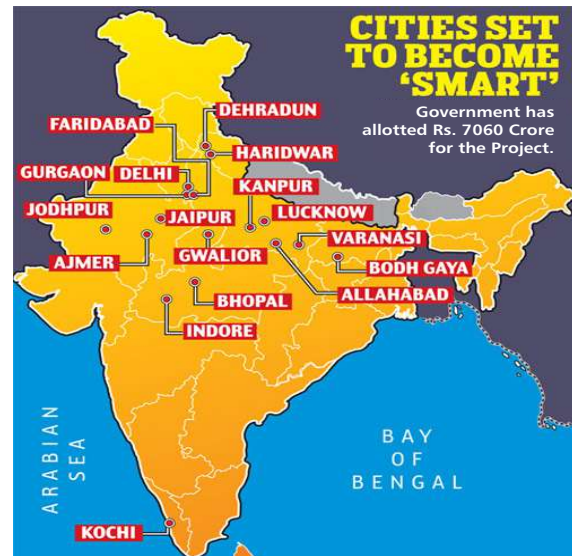 CITIES SET
TO BECOME
‘SMART’
Government has
allotted Rs. 7060 Crore
for the Project.
DEHRADUN
FARIDABAD
HARIDWAR
GURGAON
DELHI
KANPUR
JODHPUR
JAIPUR
LUCKNOW
VARANASI
AJMER
GWALIOR
BODH GAYA
BHOPAL
ALLAHABAD
INDORE
ARABIAN
SEA
BAY
OF
BENGAL
KOCHI